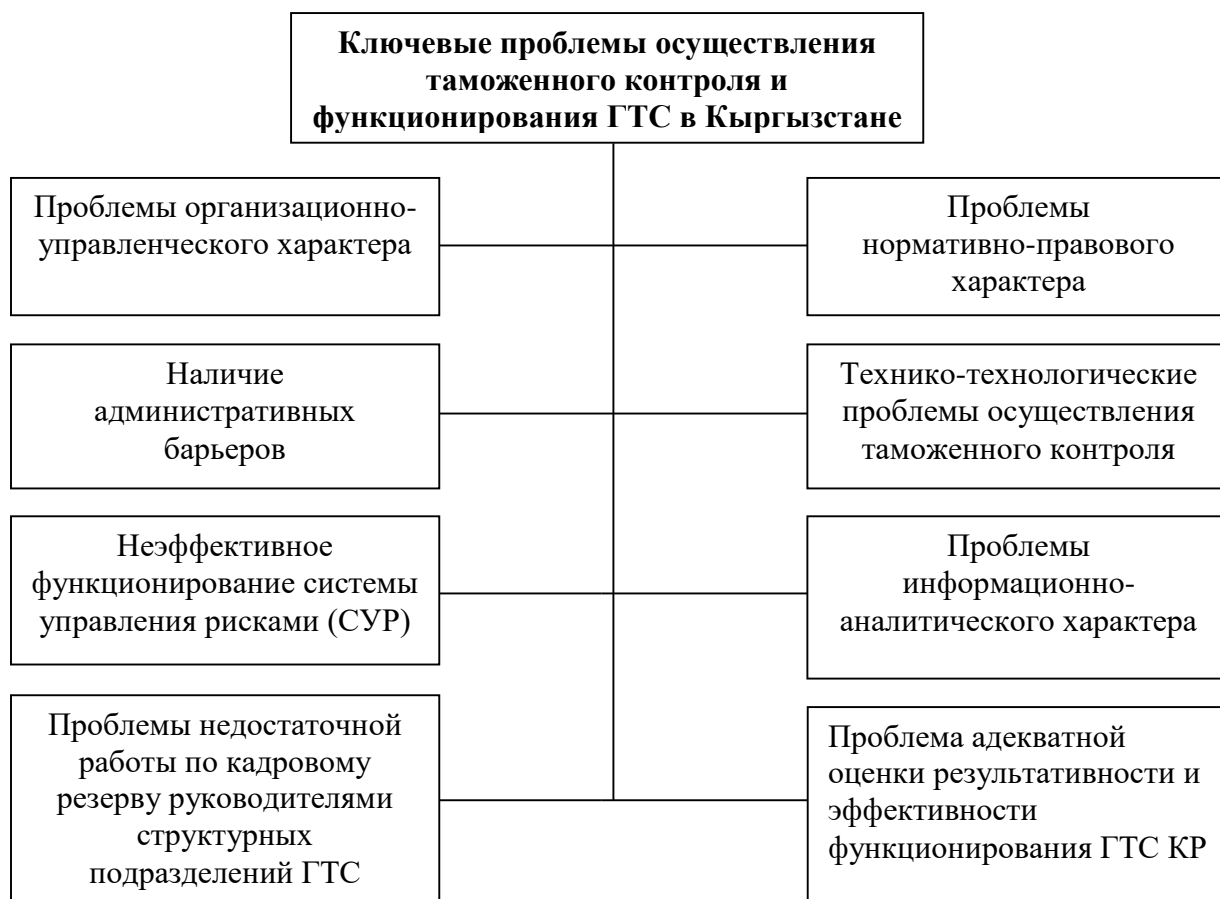 Ключевые проблемы осуществления
таможенного контроля и
функционирования ГТС в Кыргызстане
Проблемы организационно-
управленческого характера
Проблемы
нормативно-правового
характера
Наличие
административных
барьеров
Технико-технологические
проблемы осуществления
таможенного контроля
Неэффективное
функционирование системы
управления рисками (СУР)
Проблемы
информационно-
аналитического характера
Проблемы недостаточной
работы по кадровому
резерву руководителями
структурных
подразделений ГТС
Проблема адекватной
оценки результативности и
эффективности
функционирования ГТС КР